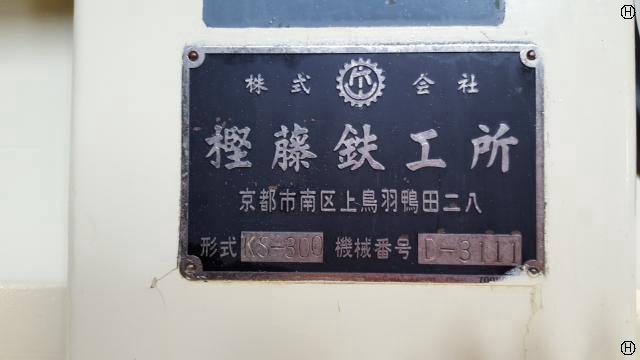 株式会社
樫藤鉄工所
京都市南区上鳥羽鴨田二八
形式 KS-300 機械番号 D-3111